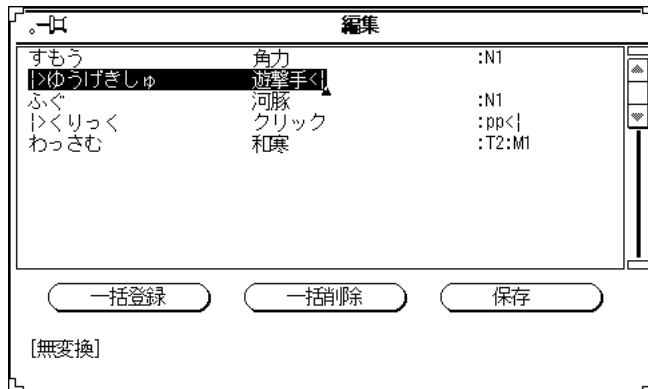 編集
すもう 角力 :N1
|>ゆうげきしゅ 遊撃手<|
ふぐ 河豚 :N1
|>くりっく クリック :pp<|
わっさむ 和寒 :T2:M1
一括登録 一括削除 保存
[無変換]